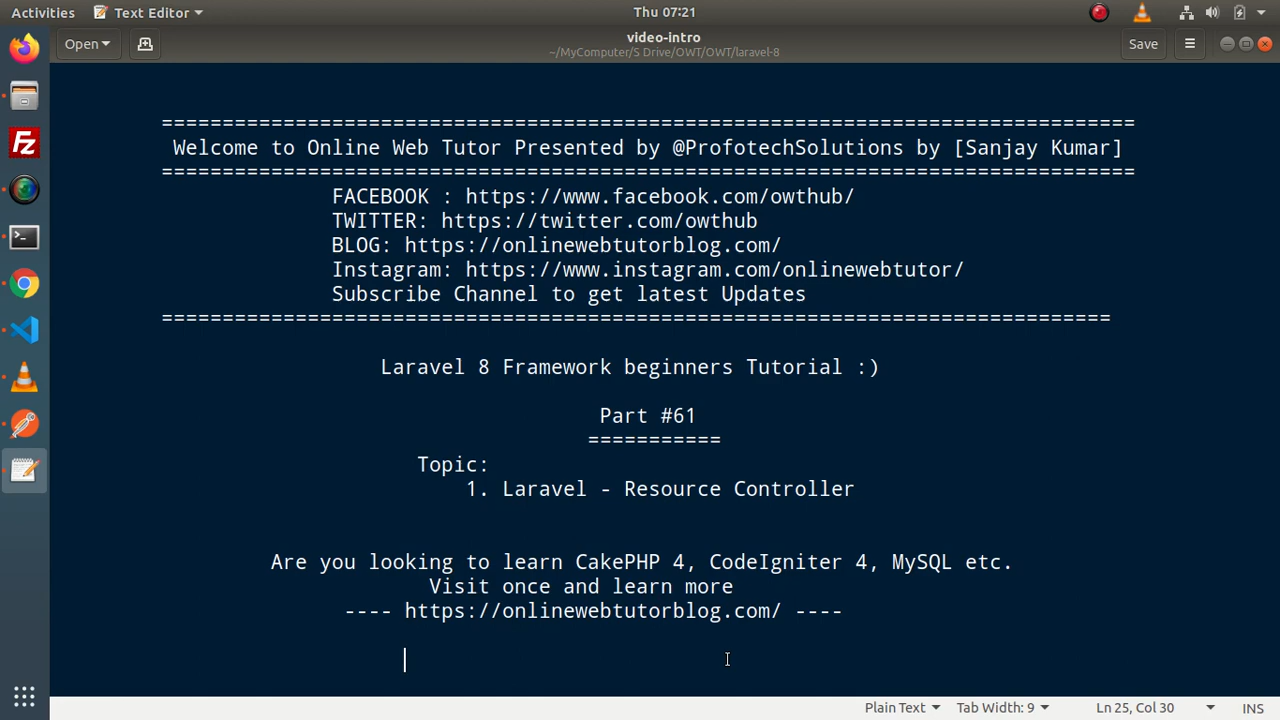 Activities Text Editor Thu 07:21
Open video-intro Save
~/MyComputer/S Drive/OWT/OWT/laravel-8
================================================================================
Welcome to Online Web Tutor Presented by @ProfotechSolutions by [Sanjay Kumar]
================================================================================
FACEBOOK : https://www.facebook.com/owthub/
TWITTER: https://twitter.com/owthub
BLOG: https://onlinewebtutorblog.com/
Instagram: https://www.instagram.com/onlinewebtutor/
Subscribe Channel to get latest Updates
==============================================================================
Laravel 8 Framework beginners Tutorial :)
Part #61
===========
Topic:
1. Laravel - Resource Controller
Are you looking to learn CakePHP 4, CodeIgniter 4, MySQL etc.
Visit once and learn more
---- https://onlinewebtutorblog.com/ ----
Plain Text Tab Width: 9 Ln 25, Col 30 INS